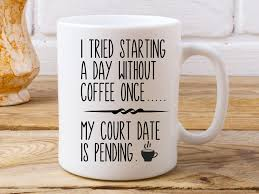 I TRIED STARTING
A DAY WITHOUT
COFFEE ONCE.....
MY COURT DATE
IS PENDING.